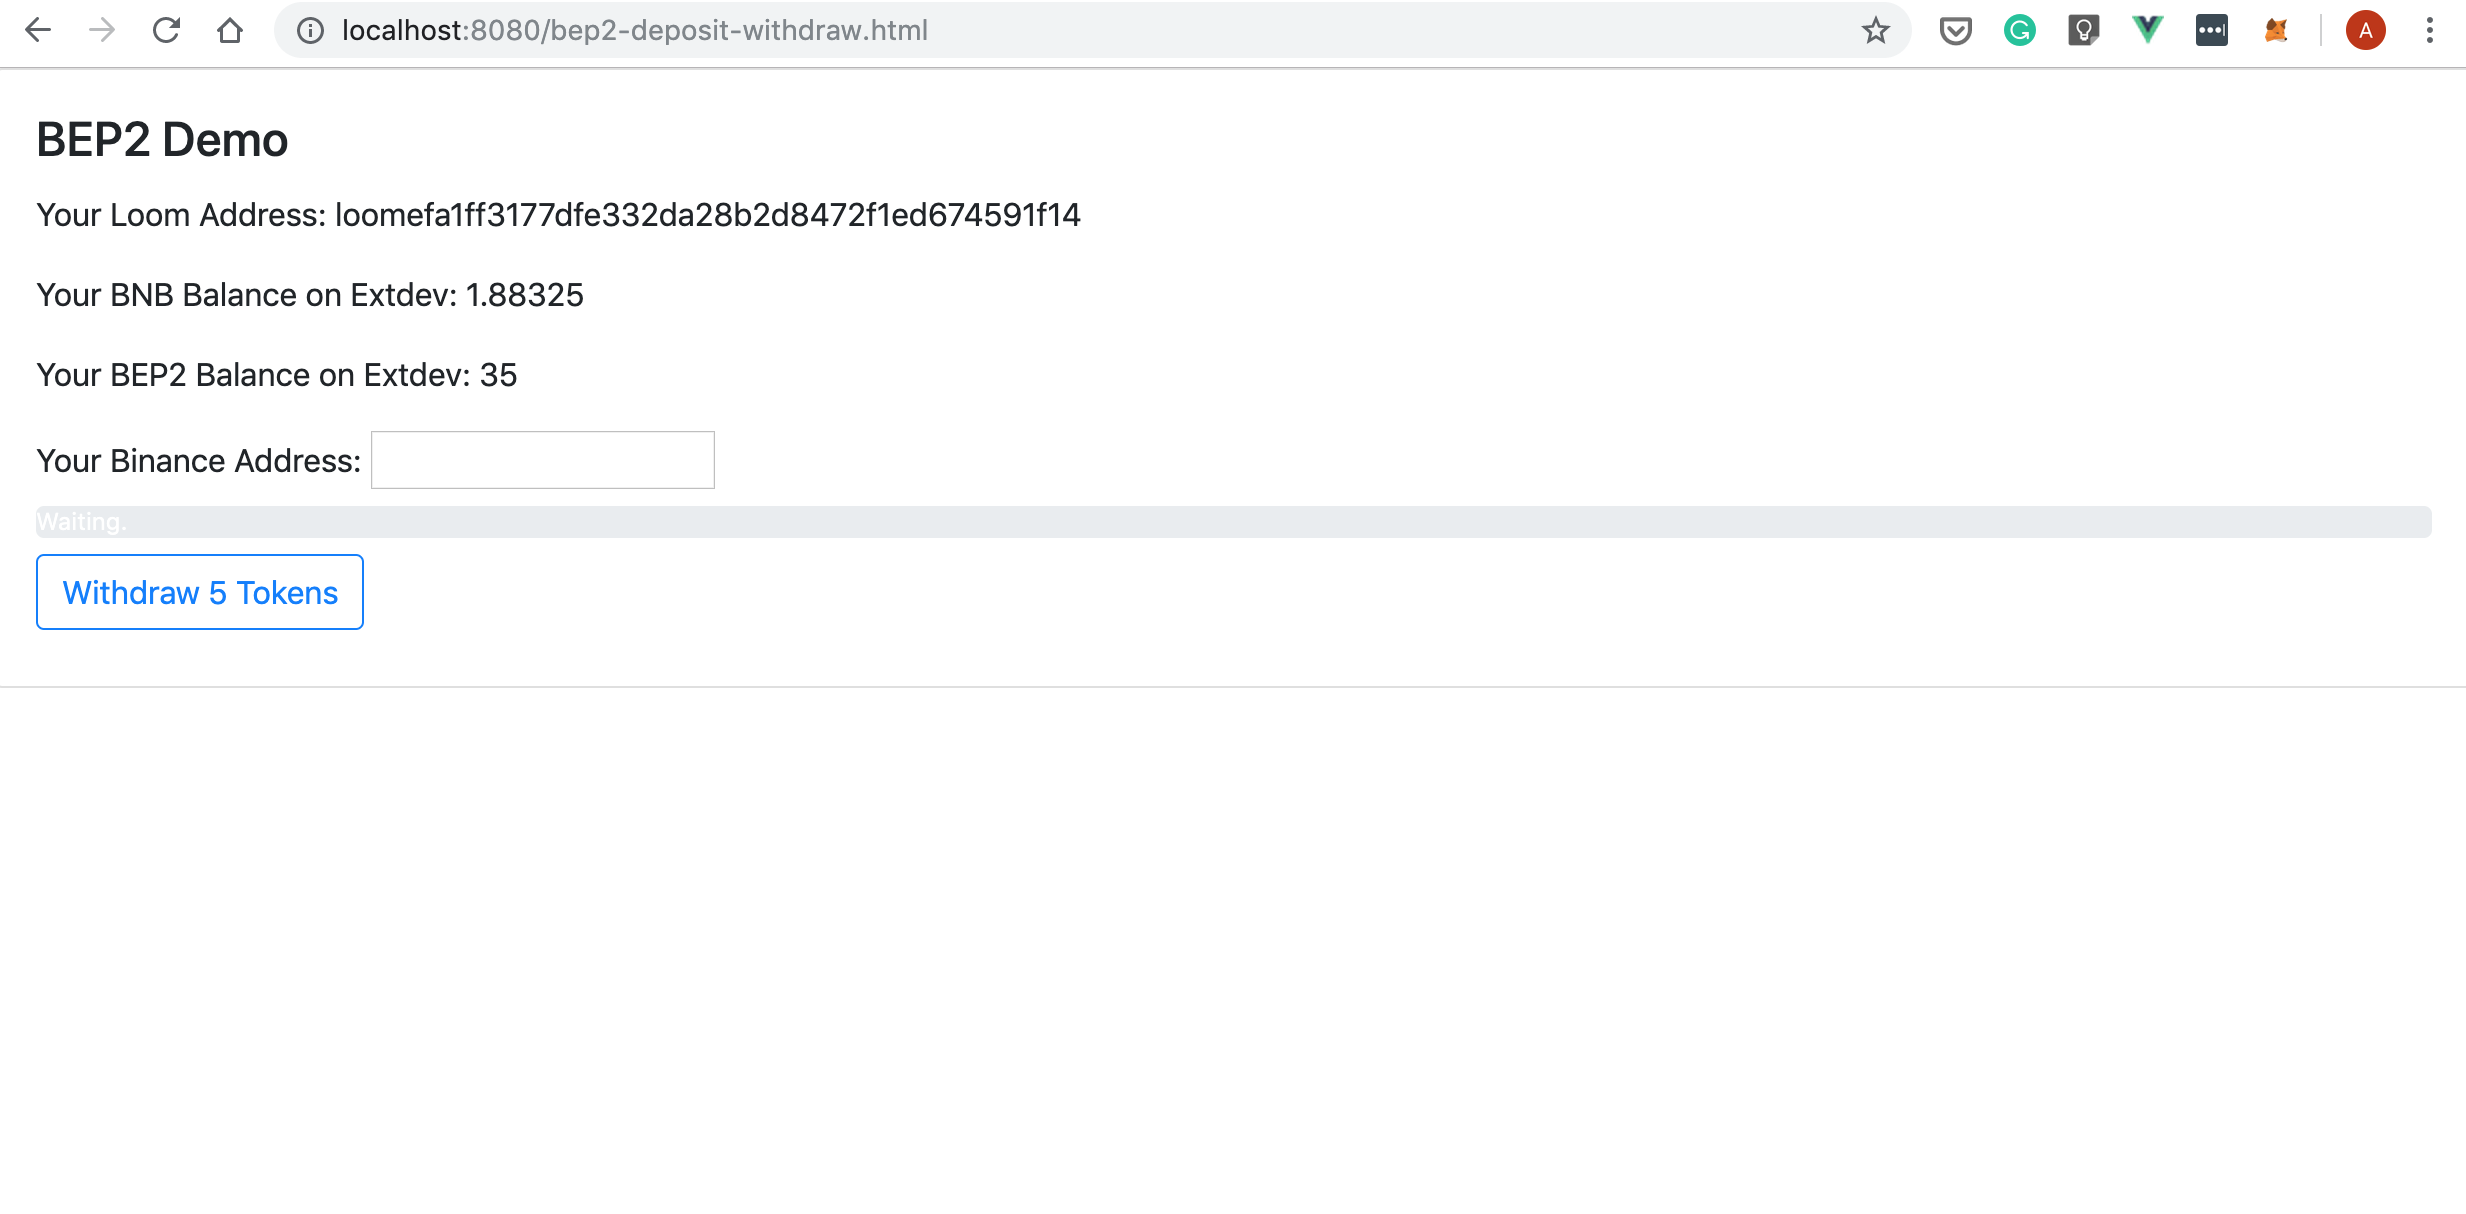 localhost:8080/bep2-deposit-withdraw.html
A
BEP2 Demo
Your Loom Address: loomefa1ff3177dfe332da28b2d8472f1ed674591f14
Your BNB Balance on Extdev: 1.88325
Your BEP2 Balance on Extdev: 35
Your Binance Address:
Waiting.
Withdraw 5 Tokens